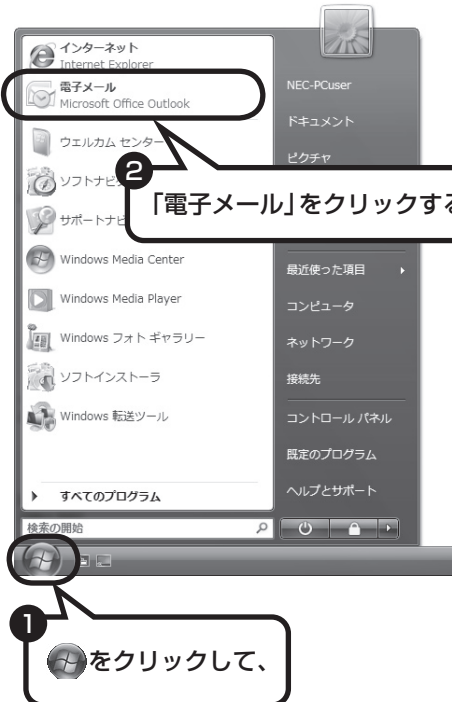 インターネット
Internet Explorer
電子メール
Microsoft Office Outlook
ウェルカム センター
ソフトナビ
サポートナビ
Windows Media Center
Windows Media Player
Windows フォト ギャラリー
ソフトインストーラ
Windows 転送ツール
すべてのプログラム
検索の開始
NEC-PCuser
ドキュメント
ピクチャ
最近使った項目
コンピュータ
ネットワーク
接続先
コントロール パネル
既定のプログラム
ヘルプとサポート
2
「電子メール」をクリックする
1
をクリックして、